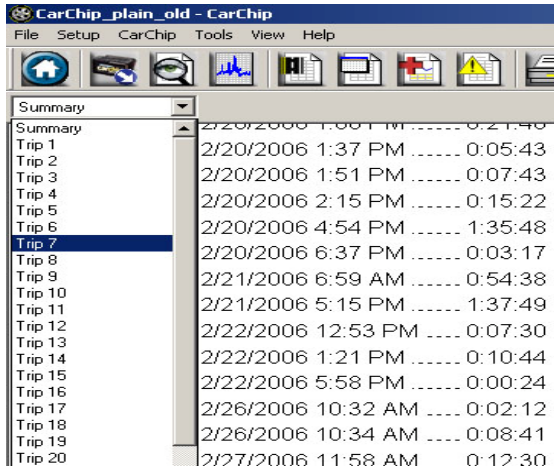 CarChip_plain_old - CarChip
File Setup CarChip Tools View Help
Summary
Summary
Trip 1
Trip 2
Trip 3
Trip 4
Trip 5
Trip 6
Trip 7
Trip 8
Trip 9
Trip 10
Trip 11
Trip 12
Trip 13
Trip 14
Trip 15
Trip 16
Trip 17
Trip 18
Trip 19
Trip 20
2/20/2006 1:37 PM ...... 0:05:43
2/20/2006 1:51 PM ...... 0:07:43
2/20/2006 2:15 PM ...... 0:15:22
2/20/2006 4:54 PM ...... 1:35:48
2/20/2006 6:37 PM ...... 0:03:17
2/21/2006 6:59 AM ...... 0:54:38
2/21/2006 5:15 PM ...... 1:37:49
2/22/2006 12:53 PM .... 0:07:30
2/22/2006 1:21 PM ...... 0:10:44
2/22/2006 5:58 PM ...... 0:00:24
2/26/2006 10:32 AM .... 0:02:12
2/26/2006 10:34 AM .... 0:08:41
2/27/2006 11:58 AM .... 0:12:30